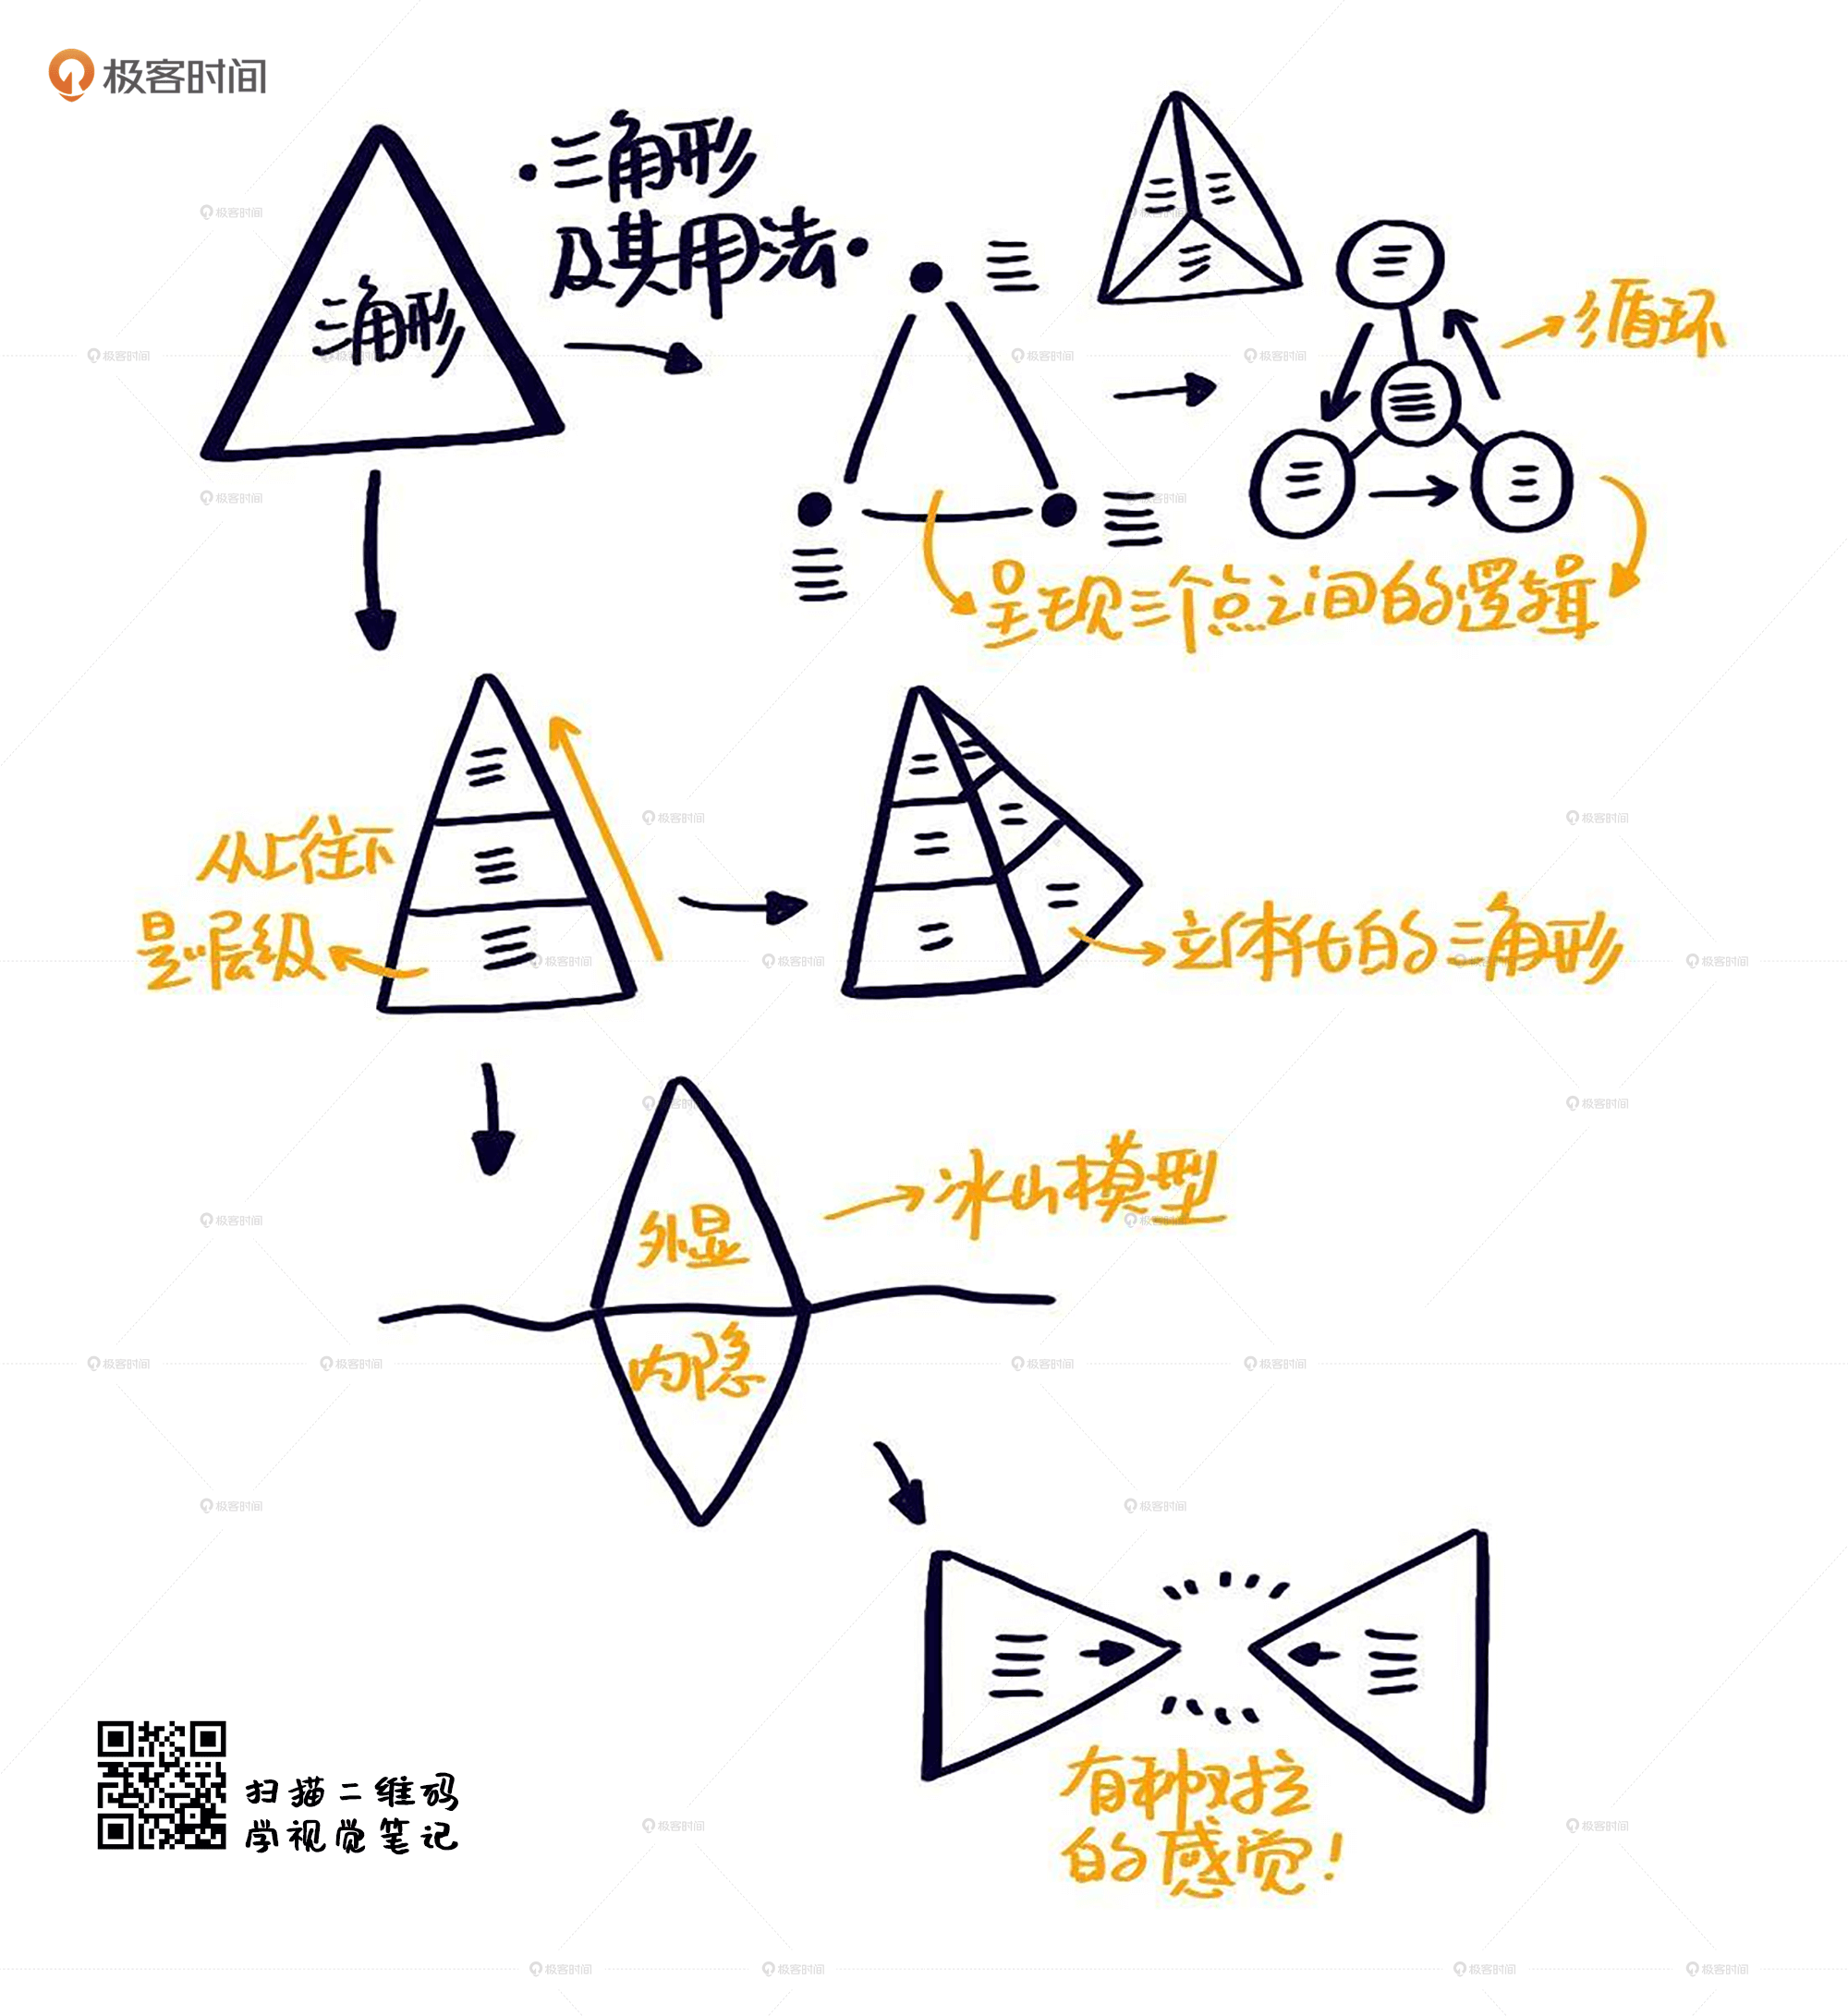 极客时间
·三角形
及其用法·
三角形
循环
呈现三个点之间的逻辑
从上往下
是层级
立体化的三角形
冰山模型
外显
内隐
有种对拉
的感觉！
扫描二维码
学视觉笔记